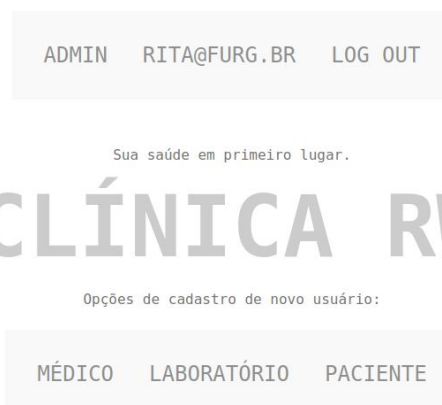 ADMIN RITA@FURG.BR LOG OUT
Sua saúde em primeiro lugar.
CLÍNICA
Opções de cadastro de novo usuário:
MÉDICO LABORATÓRIO PACIENTE